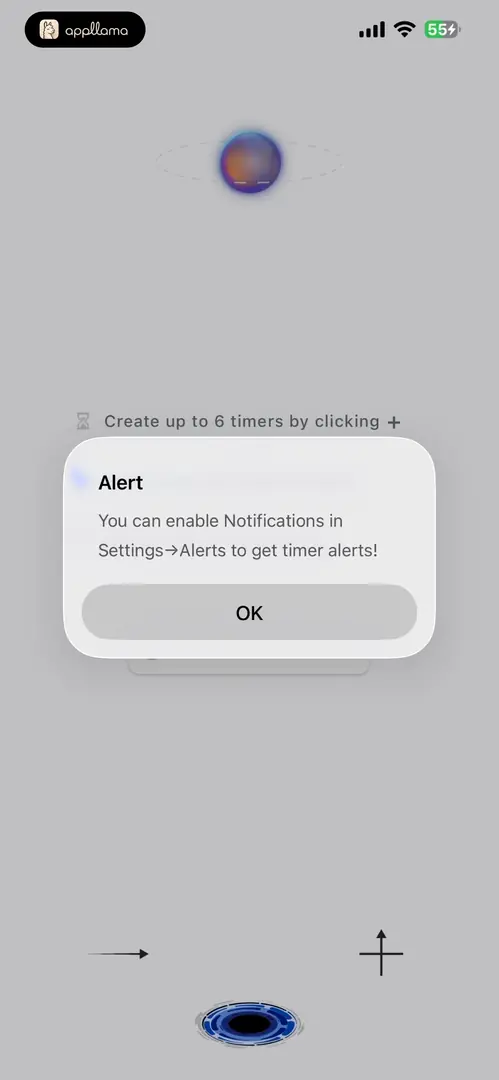 appllama
55
Create up to 6 timers by clicking +
Alert
You can enable Notifications in
Settings→Alerts to get timer alerts!
OK